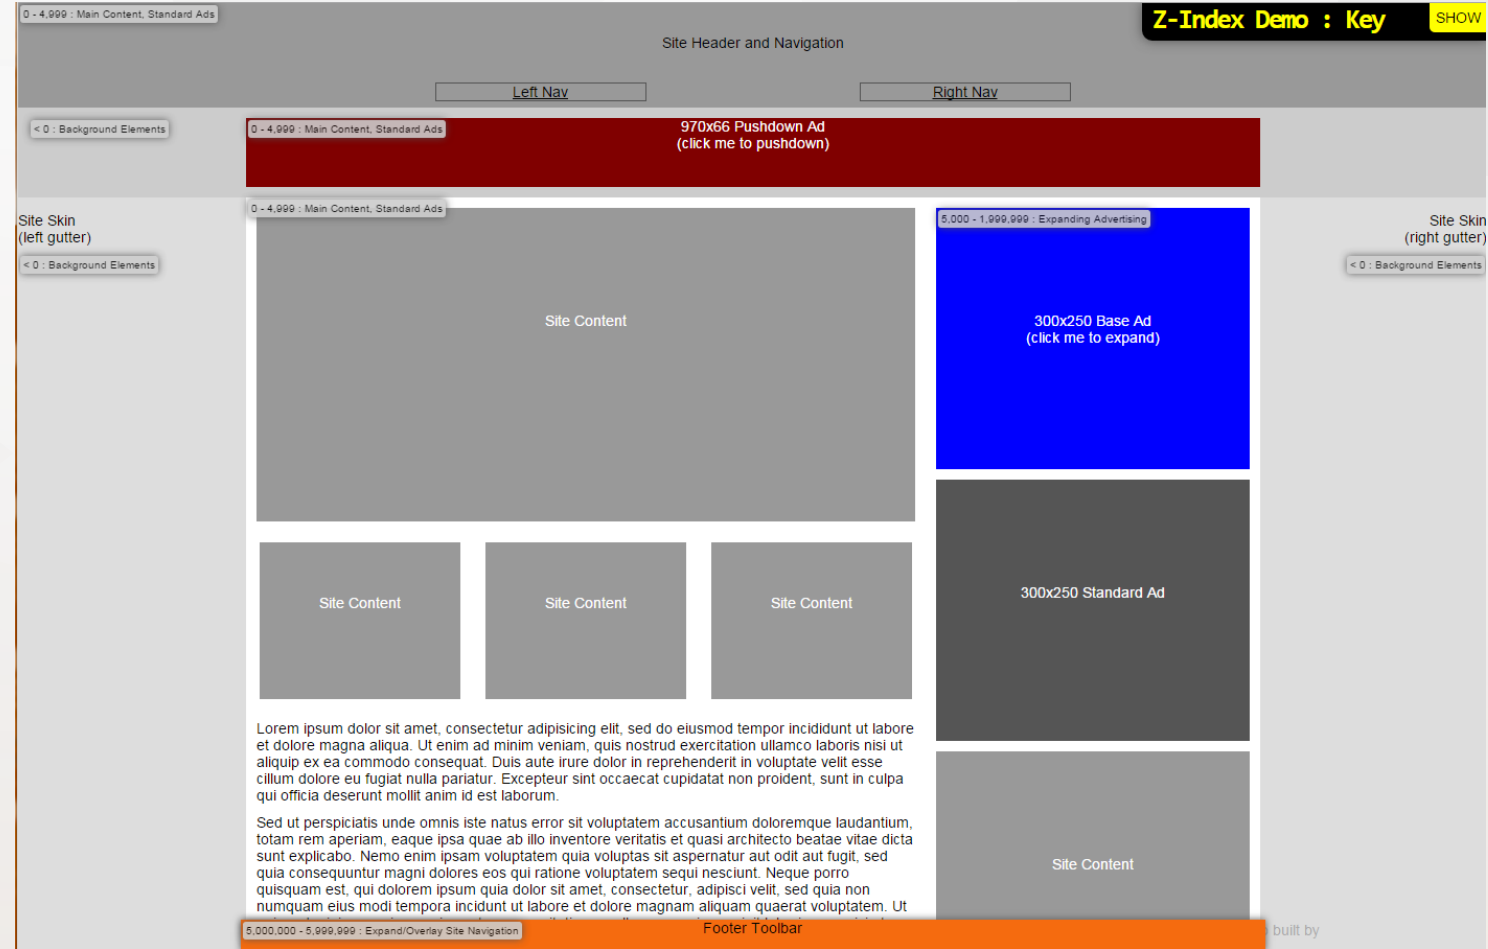 0 - 4,999 : Main Content, Standard Ads
Z-Index Demo : Key
SHOW
Site Header and Navigation
Left Nav
Right Nav
< 0 : Background Elements
0 - 4,999 : Main Content, Standard Ads
970x66 Pushdown Ad
(click me to pushdown)
0 - 4,999 : Main Content, Standard Ads
Site Skin
(left gutter)
< 0 : Background Elements
Site Content
5,000 - 1,999,999 : Expanding Advertising
300x250 Base Ad
(click me to expand)
Site Skin
(right gutter)
< 0 : Background Elements
Site Content
Site Content
Site Content
300x250 Standard Ad
Lorem ipsum dolor sit amet, consectetur adipisicing elit, sed do eiusmod tempor incididunt ut labore
et dolore magna aliqua. Ut enim ad minim veniam, quis nostrud exercitation ullamco laboris nisi ut
aliquip ex ea commodo consequat. Duis aute irure dolor in reprehenderit in voluptate velit esse
cillum dolore eu fugiat nulla pariatur. Excepteur sint occaecat cupidatat non proident, sunt in culpa
qui officia deserunt mollit anim id est laborum.
Sed ut perspiciatis unde omnis iste natus error sit voluptatem accusantium doloremque laudantium,
totam rem aperiam, eaque ipsa quae ab illo inventore veritatis et quasi architecto beatae vitae dicta
sunt explicabo. Nemo enim ipsam voluptatem quia voluptas sit aspernatur aut odit aut fugit, sed
quia consequuntur magni dolores eos qui ratione voluptatem sequi nesciunt. Neque porro
quisquam est, qui dolorem ipsum quia dolor sit amet, consectetur, adipisci velit, sed quia non
numquam eius modi tempora incidunt ut labore et dolore magnam aliquam quaerat voluptatem. Ut
Site Content
5,000,000 - 5,999,999 : Expand/Overlay Site Navigation
Footer Toolbar
built by